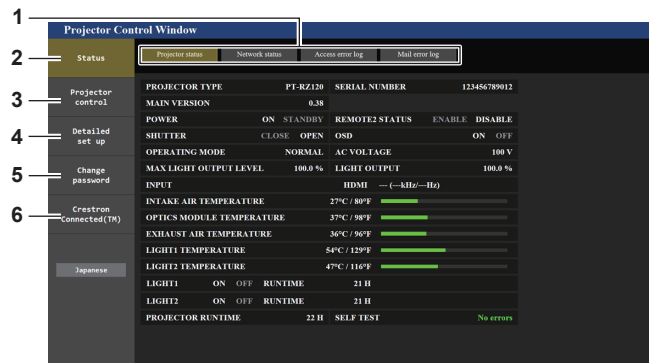 1
Projector Control Window
2
Status
Projector status Network status Access error log Mail error log
3
Projector
control
4
Detailed
set up
5
Change
password
6
Crestron
Connected(TM)
Japanese
PROJECTOR TYPE PT-RZ120 SERIAL NUMBER 123456789012
MAIN VERSION 0.38
POWER ON STANDBY REMOTE2 STATUS ENABLE DISABLE
SHUTTER CLOSE OPEN OSD ON OFF
OPERATING MODE NORMAL AC VOLTAGE 100 V
MAX LIGHT OUTPUT LEVEL 100.0 % LIGHT OUTPUT 100.0 %
INPUT HDMI --- (---kHz/---Hz)
INTAKE AIR TEMPERATURE 27°C / 80°F
OPTICS MODULE TEMPERATURE 37°C / 98°F
EXHAUST AIR TEMPERATURE 36°C / 96°F
LIGHT1 TEMPERATURE 54°C / 129°F
LIGHT2 TEMPERATURE 47°C / 116°F
LIGHT1 ON OFF RUNTIME 21 H
LIGHT2 ON OFF RUNTIME 21 H
PROJECTOR RUNTIME 22 H SELF TEST No errors